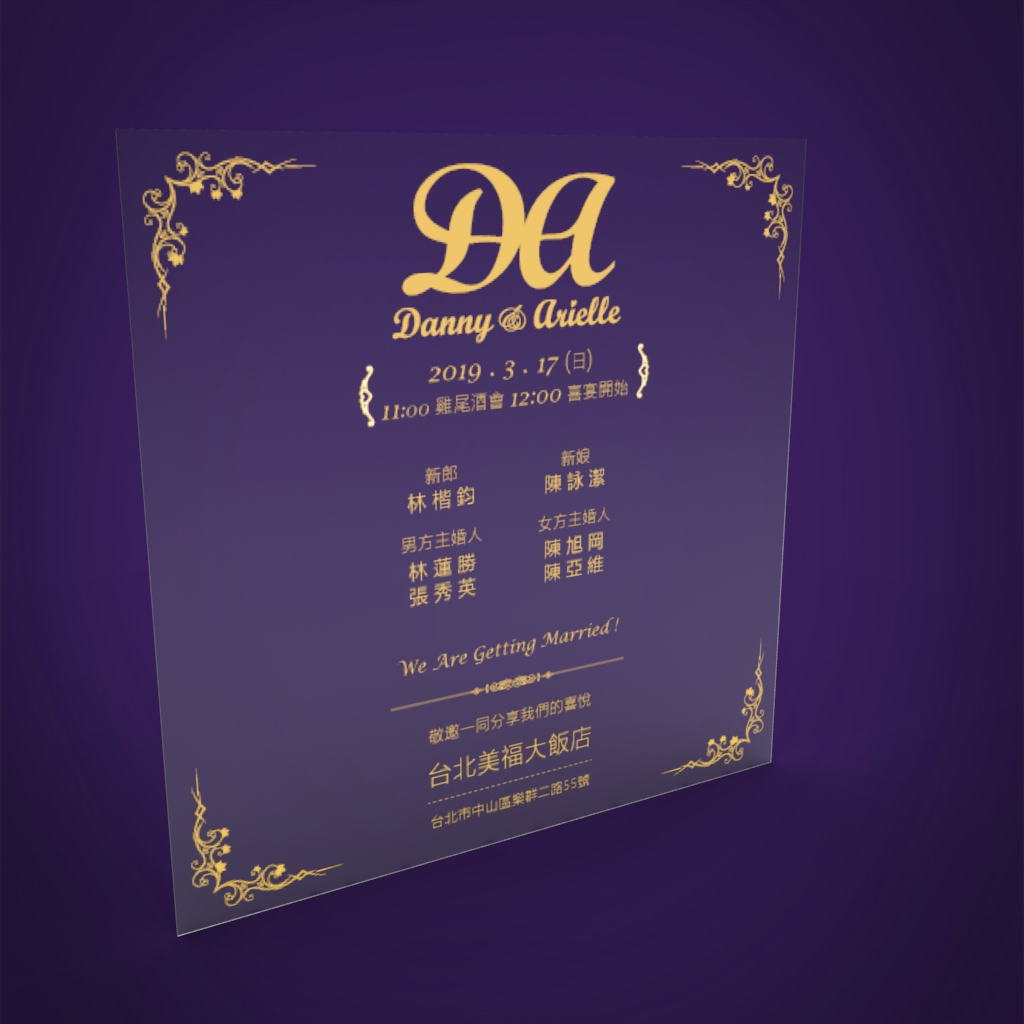 DA
Danny & Arielle
2019 . 3 . 17 (日)
11:00 雞尾酒會 12:00 喜宴開始
新郎
林楷鈞
新娘
陳詠潔
男方主婚人
林蓮勝
張秀英
女方主婚人
陳旭岡
陳亞維
We Are Getting Married!
敬邀一同分享我們的喜悅
台北美福大飯店
台北市中山區樂群二路55號